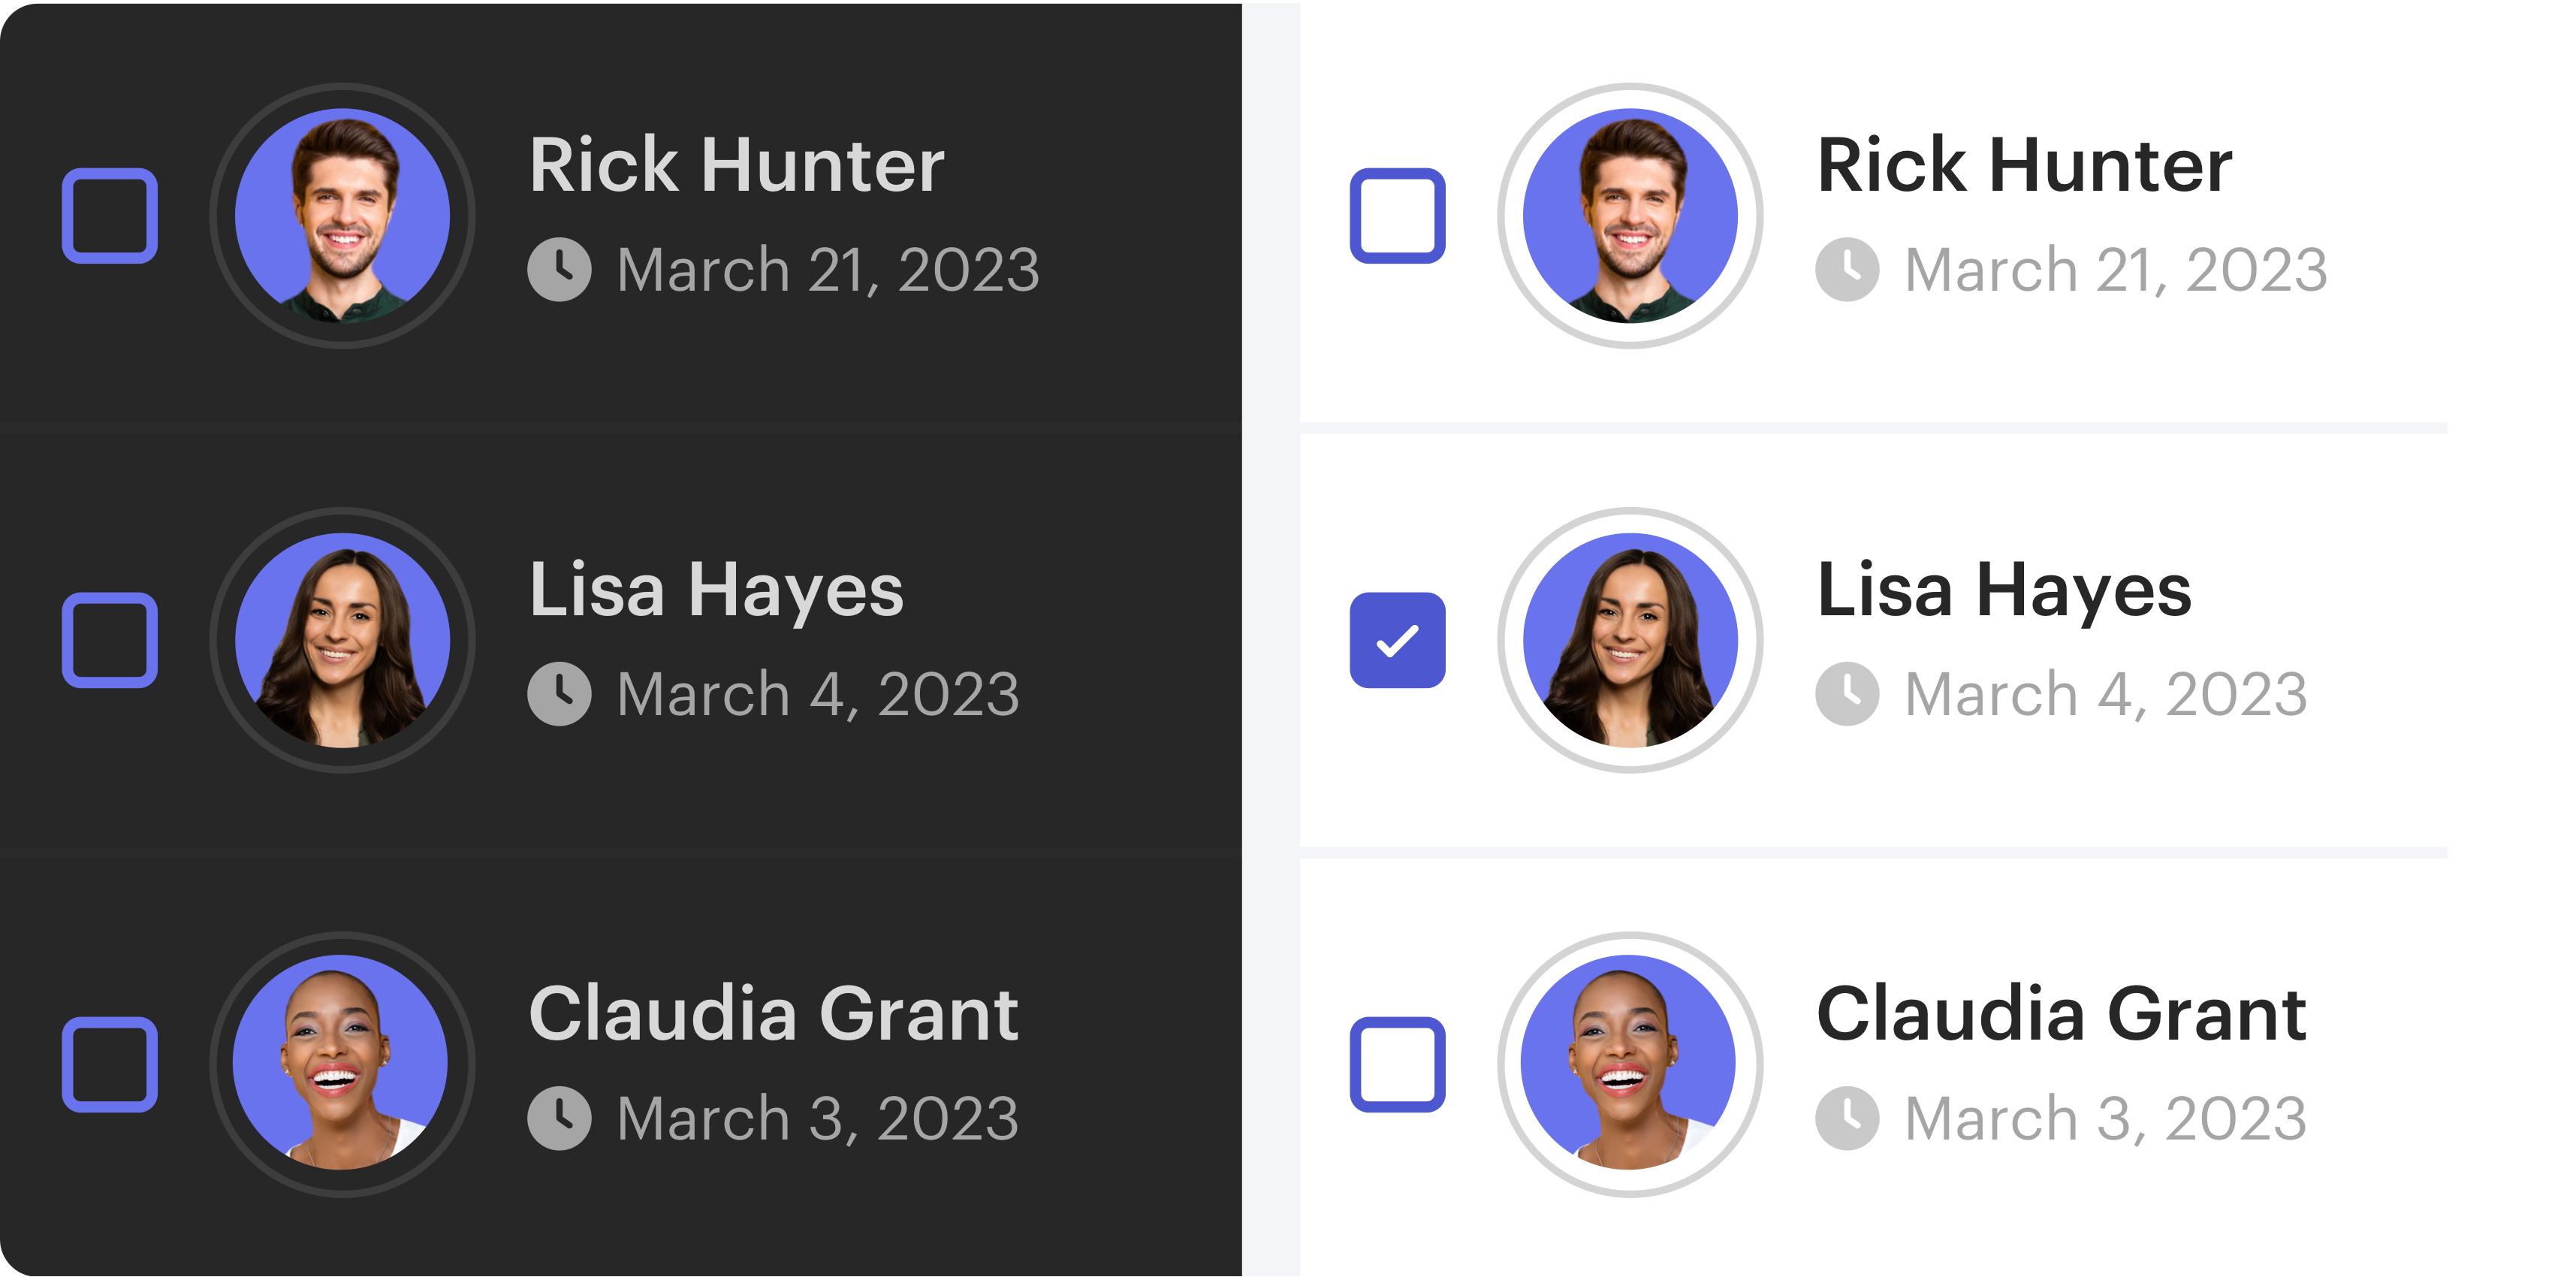 Rick Hunter
March 21, 2023
Lisa Hayes
March 4, 2023
Claudia Grant
March 3, 2023
Rick Hunter
March 21, 2023
Lisa Hayes
March 4, 2023
Claudia Grant
March 3, 2023